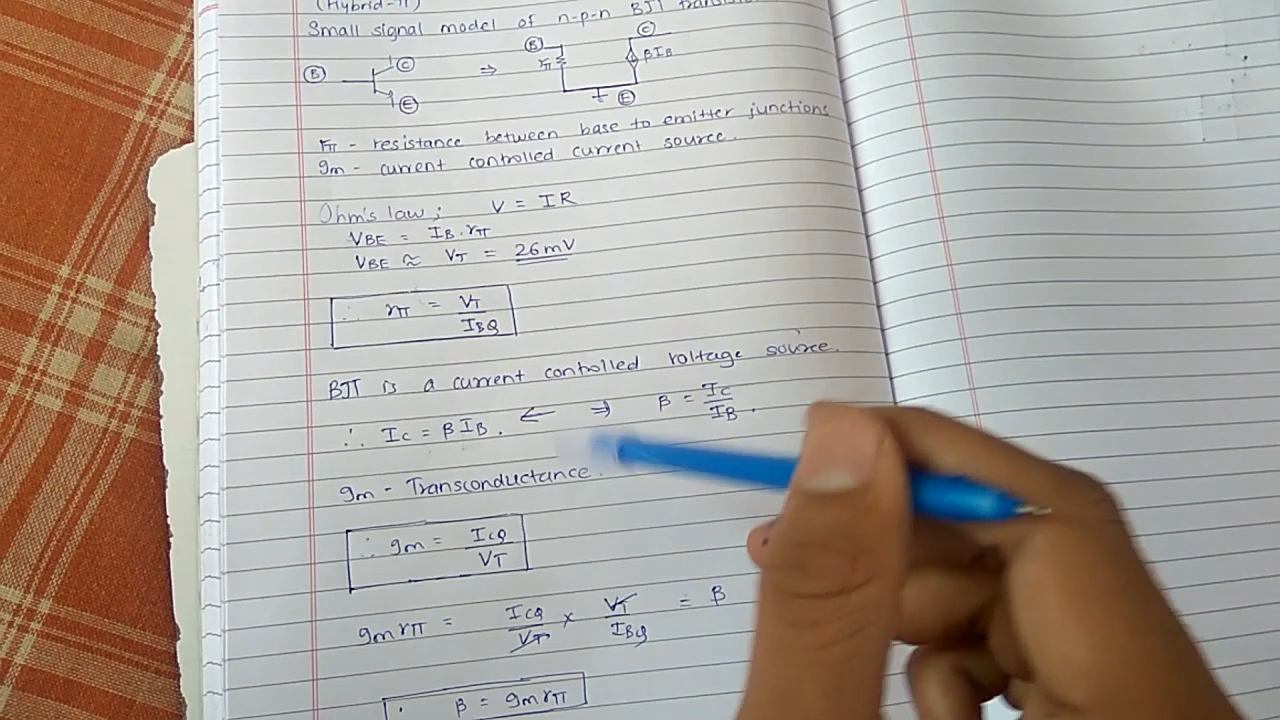 (Hybrid-π)
Small signal model of n-p-n BJT
B C E ⇒ B rπ C βIB E
rπ - resistance between base to emitter junctions
gm - current controlled current source.
Ohm's law; V = IR
VBE = IB.rπ
VBE ≈ VT = 26mV
∴ rπ = VT / IBQ
BJT is a current controlled voltage source.
∴ IC = βIB. ← ⇒ β = IC / IB.
gm - Transconductance.
∴ gm = ICQ / VT
gmrπ = ICQ / VT × VT / IBQ = β
∴ β = gmrπ